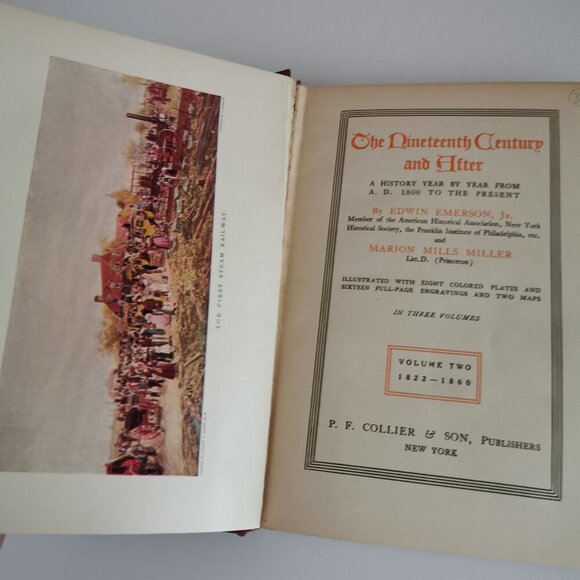 THE FIRST STEAM RAILWAY
The Nineteenth Century
and After
A HISTORY YEAR BY YEAR FROM
A. D. 1800 TO THE PRESENT
By EDWIN EMERSON, Jr.
Member of the American Historical Association, New York
Historical Society, the Franklin Institute of Philadelphia, etc.
and
MARION MILLS MILLER
Litt. D. (Princeton)
ILLUSTRATED WITH EIGHT COLORED PLATES AND
SIXTEEN FULL-PAGE ENGRAVINGS AND TWO MAPS
IN THREE VOLUMES
VOLUME TWO
1822—1860
P. F. COLLIER & SON, Publishers
NEW YORK